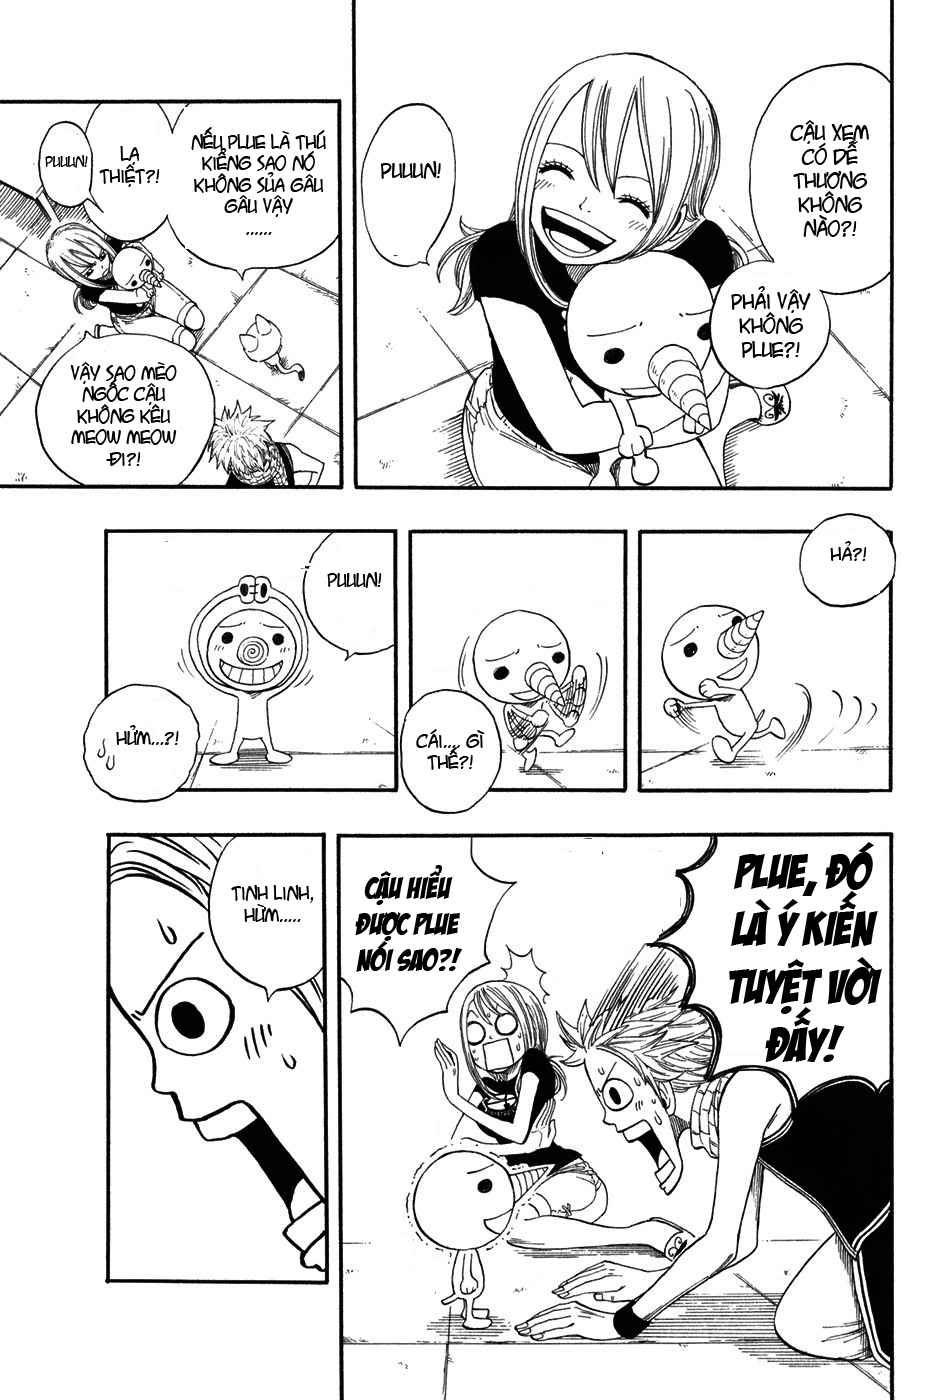 CẬU XEM
CÓ DỄ
THƯƠNG
KHÔNG
NÀO?!
PHẢI VẬY
KHÔNG
PLUE?!
PUUUN!
NẾU PLUE LÀ THÚ
KIỂNG SAO NÓ
KHÔNG SỦA GÂU
GÂU VẬY
......
LẠ
THIỆT?!
PUUUN!
VẬY SAO MÈO
NGỐC CẬU
KHÔNG KÊU
MEOW MEOW
ĐI?!
HẢ?!
CÁI.... GÌ
THẾ?!
PUUUN!
HỬM...?!
PLUE, ĐÓ
LÀ Ý KIẾN
TUYỆT VỜI
ĐẤY!
CẬU HIỂU
ĐƯỢC PLUE
NÓI SAO?!
TINH LINH,
HỪM.....